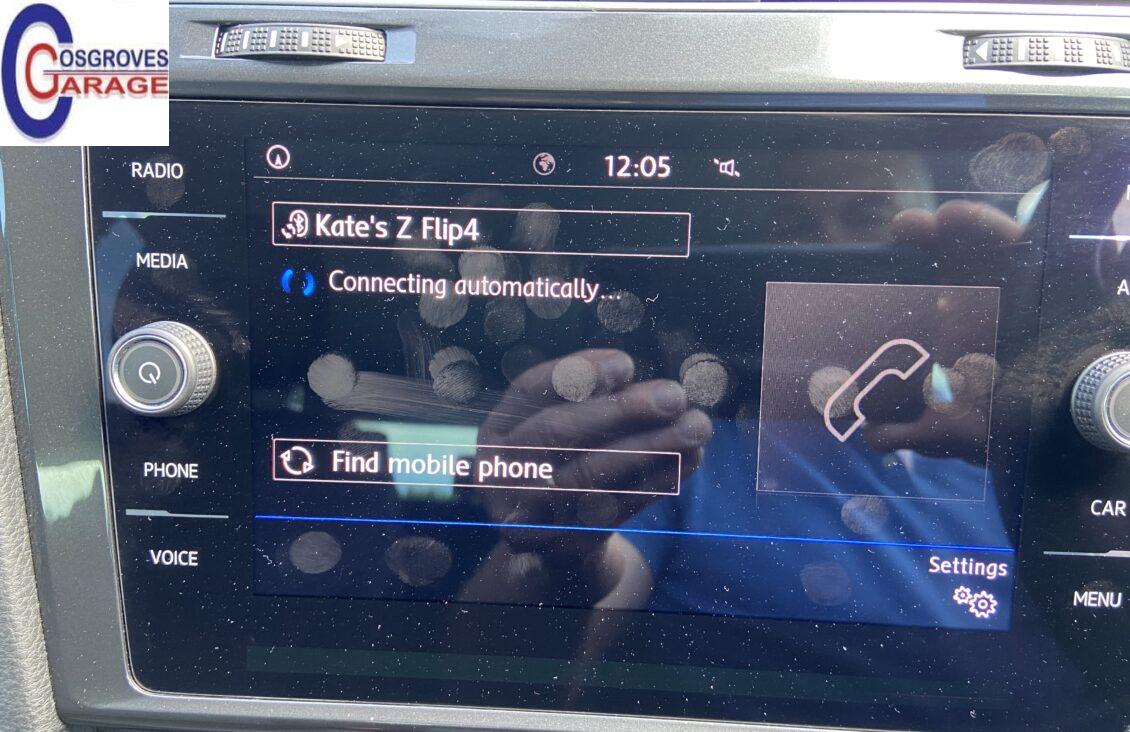 COSGROVES
GARAGE
RADIO
12:05
Kate's Z Flip4
MEDIA
Connecting automatically...
PHONE
Find mobile phone
VOICE
Settings
CAR
MENU